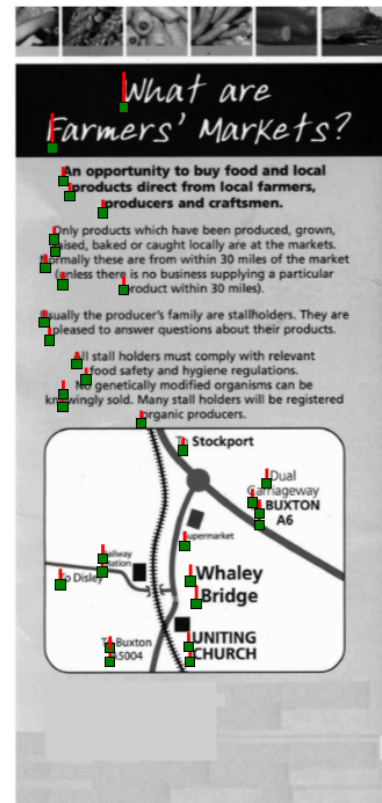 What are
Farmers' Markets?
An opportunity to buy food and local
products direct from local farmers,
producers and craftsmen.
Only products which have been produced, grown,
raised, baked or caught locally are at the markets.
Normally these are from within 30 miles of the market
(unless there is no business supplying a particular
product within 30 miles).
Usually the producer's family are stallholders. They are
pleased to answer questions about their products.
All stall holders must comply with relevant
food safety and hygiene regulations.
No genetically modified organisms can be
knowingly sold. Many stall holders will be registered
organic producers.
To Stockport
Dual
Carriageway
BUXTON
A6
Supermarket
Railway
Station
To Disley
Whaley
Bridge
To Buxton
A5004
UNITING
CHURCH